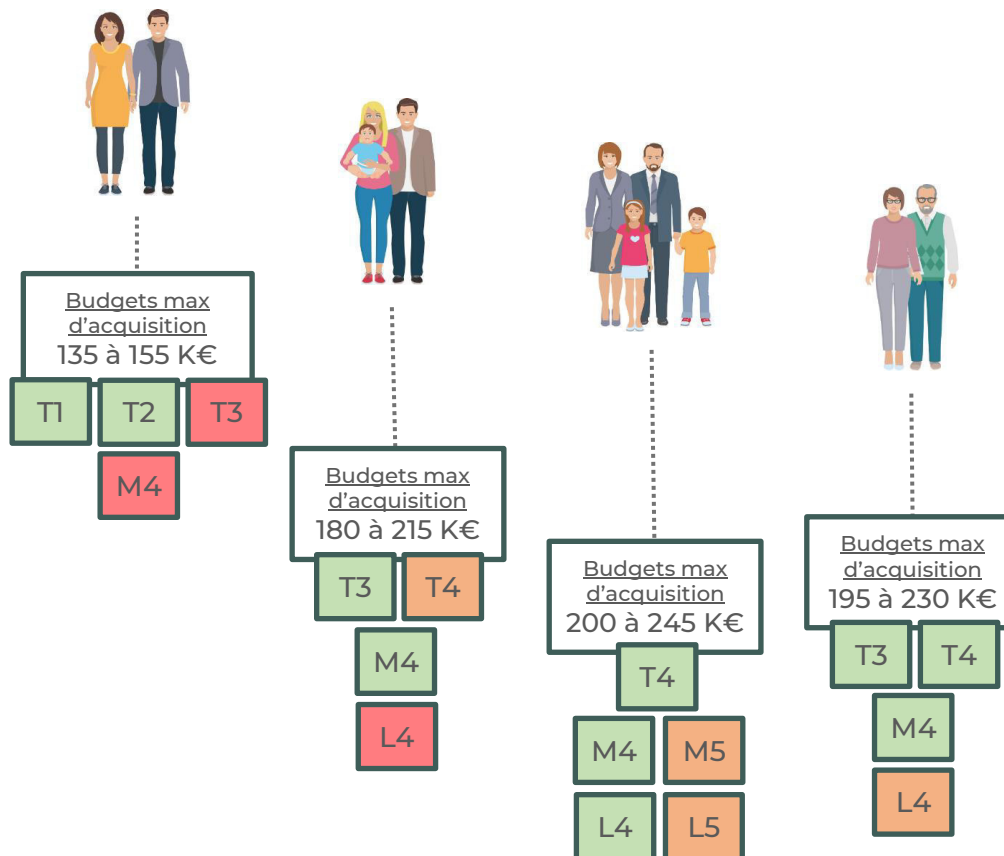 Budgets max
d'acquisition
135 à 155 K€
T1 T2 T3
M4
Budgets max
d'acquisition
180 à 215 K€
T3 T4
M4
L4
Budgets max
d'acquisition
200 à 245 K€
T4
M4 M5
L4 L5
Budgets max
d'acquisition
195 à 230 K€
T3 T4
M4
L4